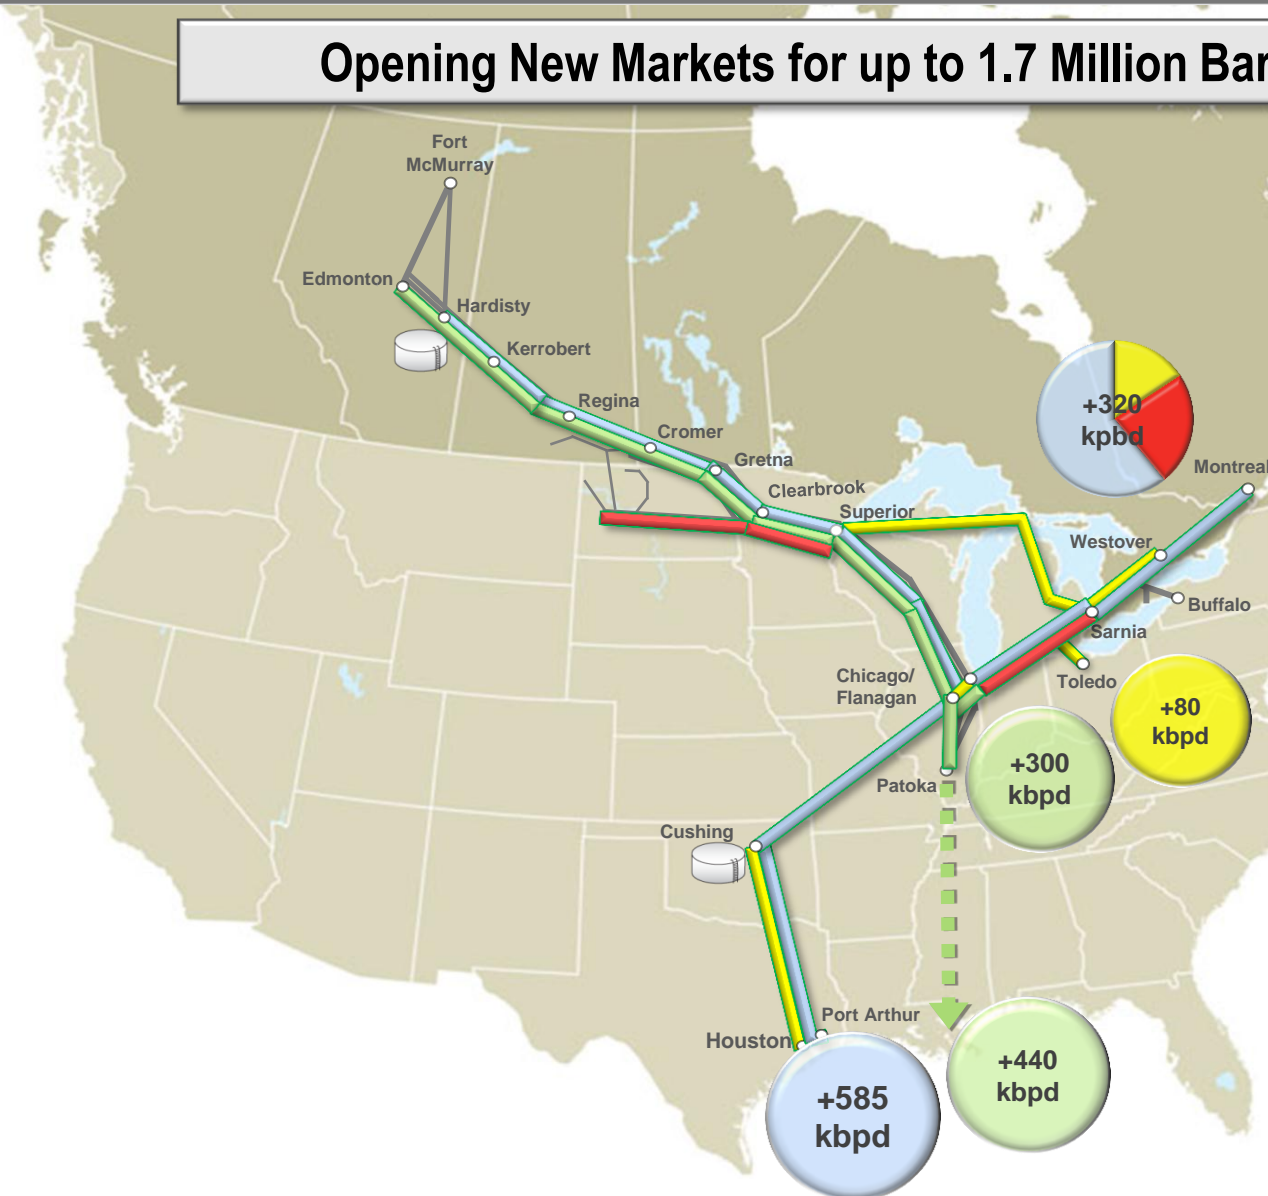 Opening New Markets for up to 1.7 Million Bar
Fort
McMurray
Edmonton
Hardisty
Kerrobert
Regina
Cromer
Gretna
Clearbrook
Superior
+320
kpbd
Montreal
Westover
Buffalo
Sarnia
Toledo
Chicago/
Flanagan
+80
kbpd
+300
kbpd
Patoka
Cushing
Port Arthur
Houston
+440
kbpd
+585
kbpd